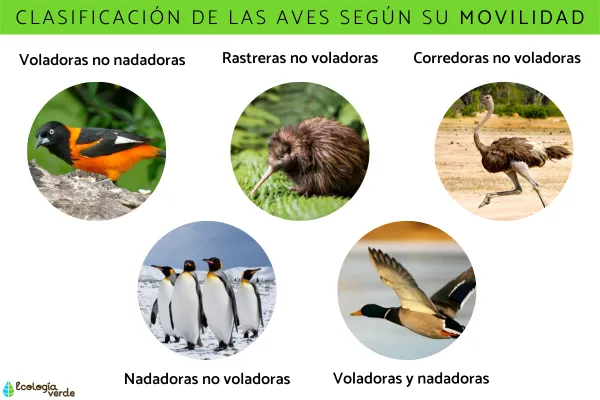 CLASIFICACIÓN DE LAS AVES SEGÚN SU MOVILIDAD
Voladoras no nadadoras
Rastreras no voladoras
Corredoras no voladoras
Nadadoras no voladoras
Voladoras y nadadoras
Ecología
verde